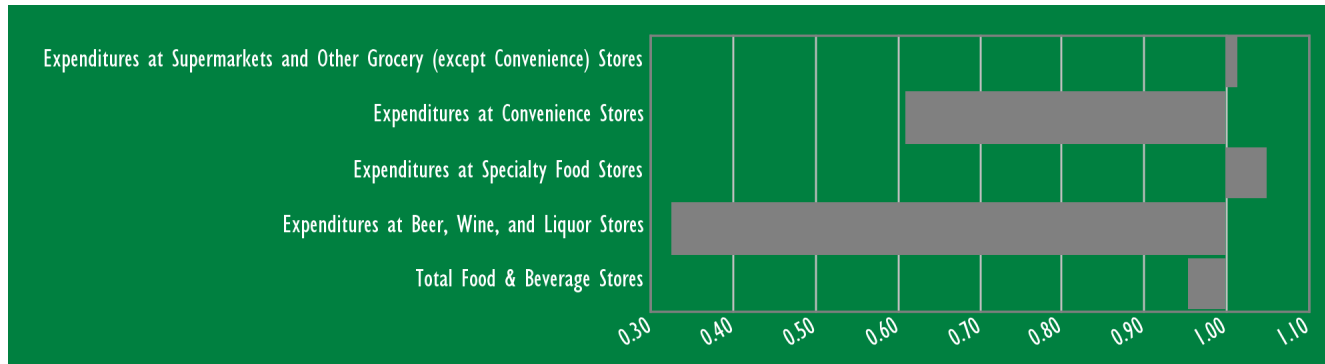 Expenditures at Supermarkets and Other Grocery (except Convenience) Stores
Expenditures at Convenience Stores
Expenditures at Specialty Food Stores
Expenditures at Beer, Wine, and Liquor Stores
Total Food & Beverage Stores
0.30 0.40 0.50 0.60 0.70 0.80 0.90 1.00 1.10